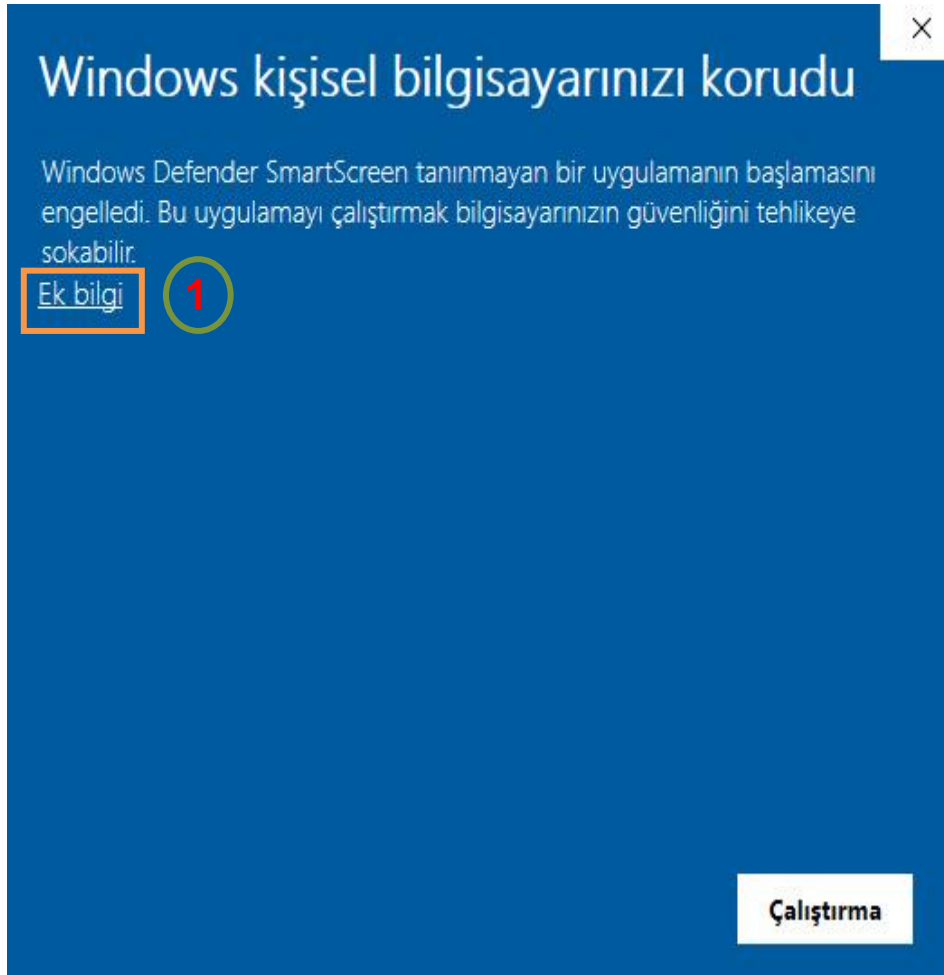 Windows kişisel bilgisayarınızı korudu
Windows Defender SmartScreen tanınmayan bir uygulamanın başlamasını
engelledi. Bu uygulamayı çalıştırmak bilgisayarınızın güvenliğini tehlikeye
sokabilir.
Ek bilgi
1
Çalıştırma